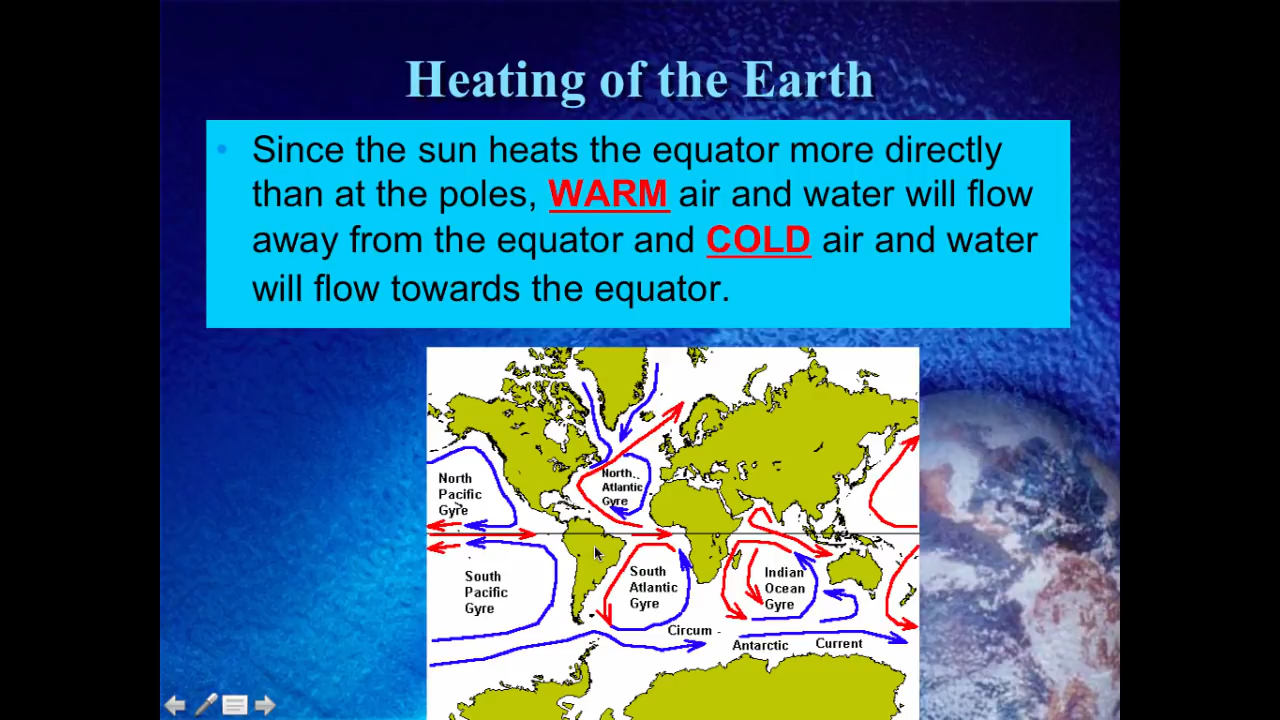 Heating of the Earth
• Since the sun heats the equator more directly
than at the poles, WARM air and water will flow
away from the equator and COLD air and water
will flow towards the equator.
North
Pacific
Gyre
North
Atlantic
Gyre
South
Pacific
Gyre
South
Atlantic
Gyre
Indian
Ocean
Gyre
Circum -
Antarctic Current